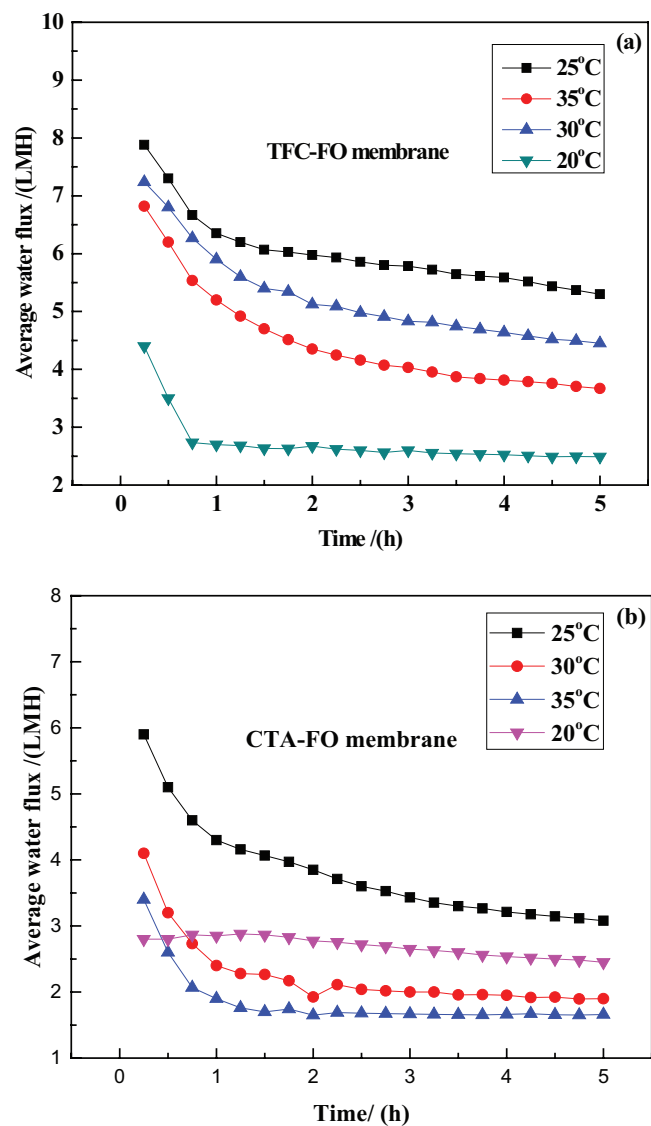 (a)
25°C
35°C
30°C
20°C
TFC-FO membrane
Average water flux /(LMH)
10
9
8
7
6
5
4
3
2
0 1 2 3 4 5
Time /(h)
(b)
25°C
30°C
35°C
20°C
CTA-FO membrane
Average water flux /(LMH)
8
7
6
5
4
3
2
1
0 1 2 3 4 5
Time/ (h)